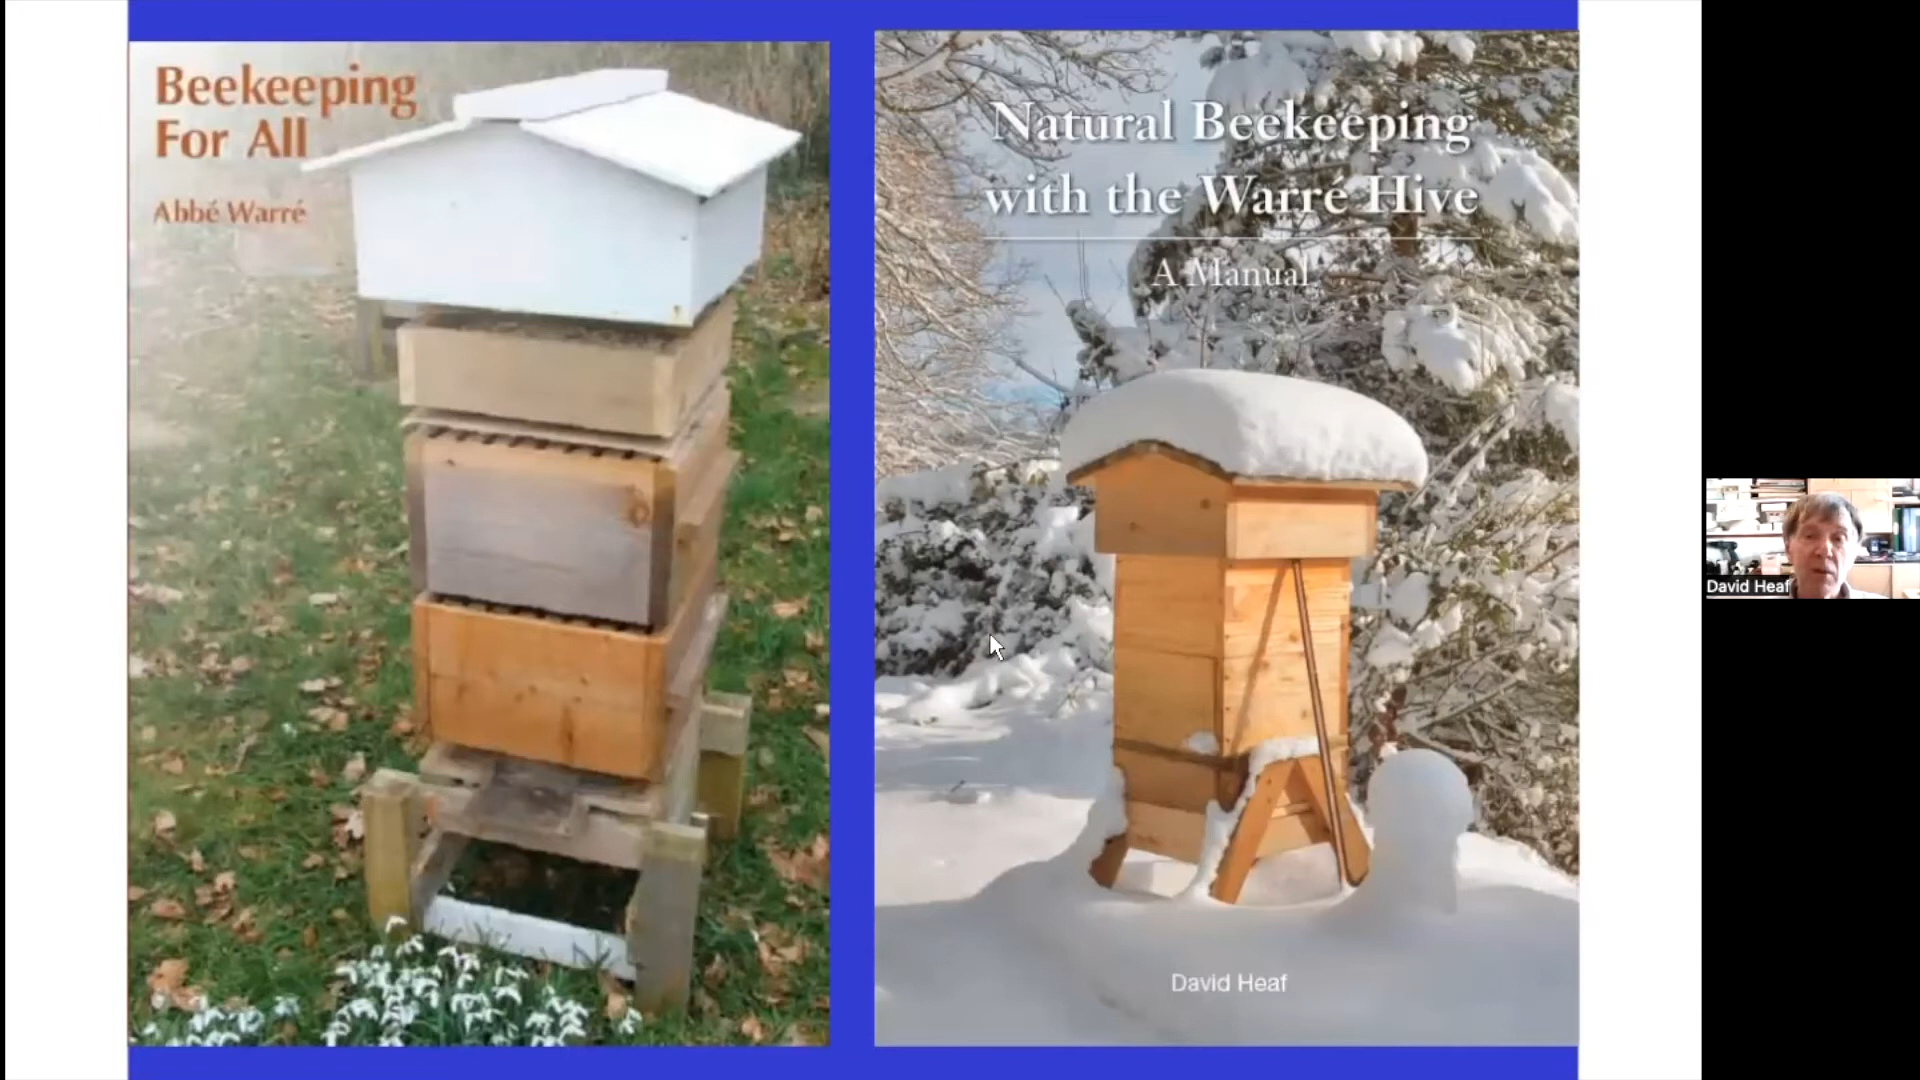 Beekeeping
For All
Abbé Warré
Natural Beekeeping
with the Warré Hive
A Manual
David Heaf
David Heaf